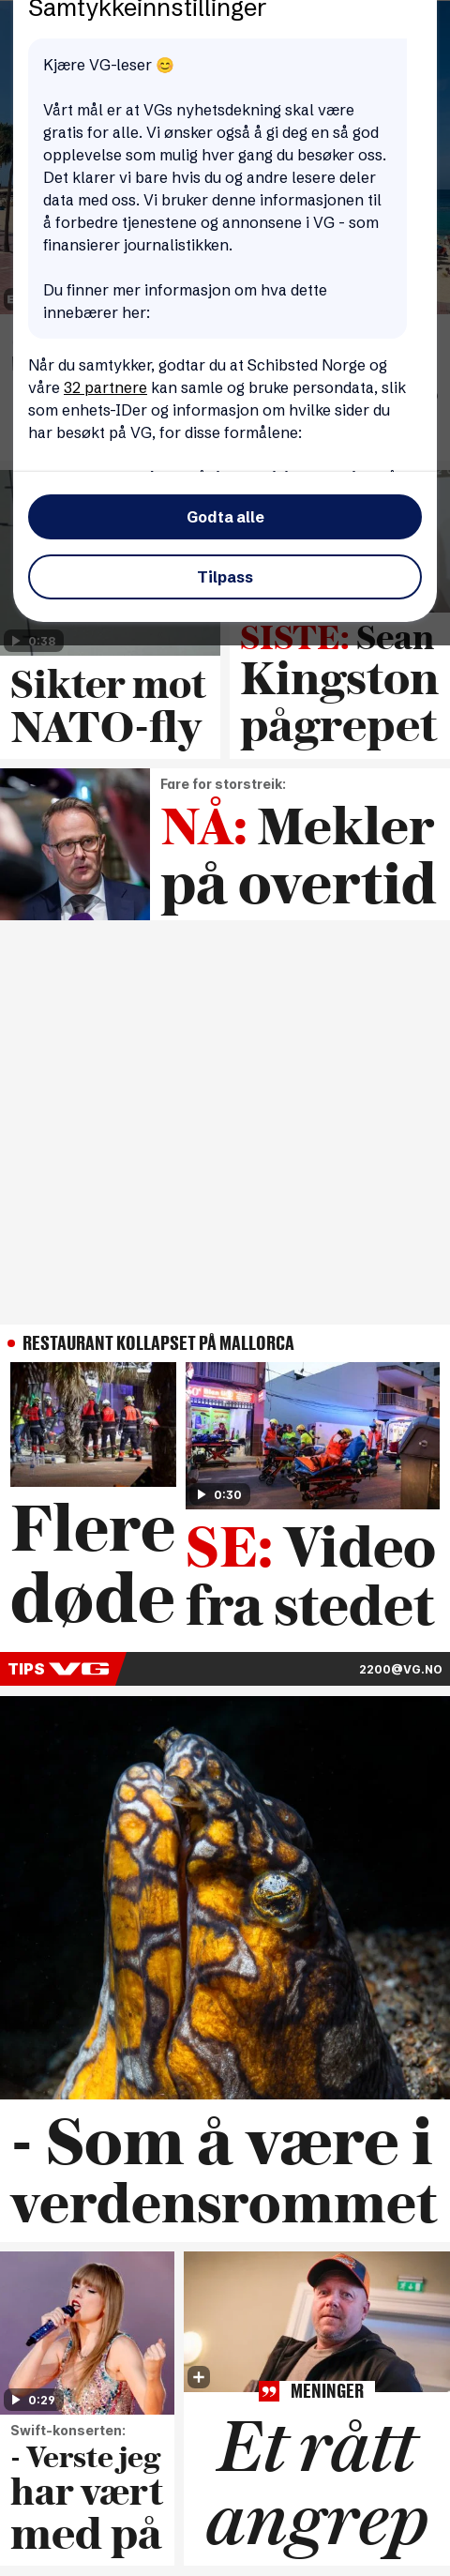 Samtykkeinnstillinger
Kjære VG-leser 😊
Vårt mål er at VGs nyhetsdekning skal være
gratis for alle. Vi ønsker også å gi deg en så god
opplevelse som mulig hver gang du besøker oss.
Det klarer vi bare hvis du og andre lesere deler
data med oss. Vi bruker denne informasjonen til
å forbedre tjenestene og annonsene i VG - som
finansierer journalistikken.
Du finner mer informasjon om hva dette
innebærer her:
Når du samtykker, godtar du at Schibsted Norge og
våre 32 partnere kan samle og bruke persondata, slik
som enhets-IDer og informasjon om hvilke sider du
har besøkt på VG, for disse formålene:
Godta alle
Tilpass
0:38
Sikter mot
NATO-fly
SISTE: Sean
Kingston
pågrepet
Fare for storstreik:
NÅ: Mekler
på overtid
RESTAURANT KOLLAPSET PÅ MALLORCA
Flere
døde
0:30
SE: Video
fra stedet
TIPS VG
2200@VG.NO
- Som å være i
verdensrommet
0:29
Swift-konserten:
- Verste jeg
har vært
med på
MENINGER
Et rått
angrep